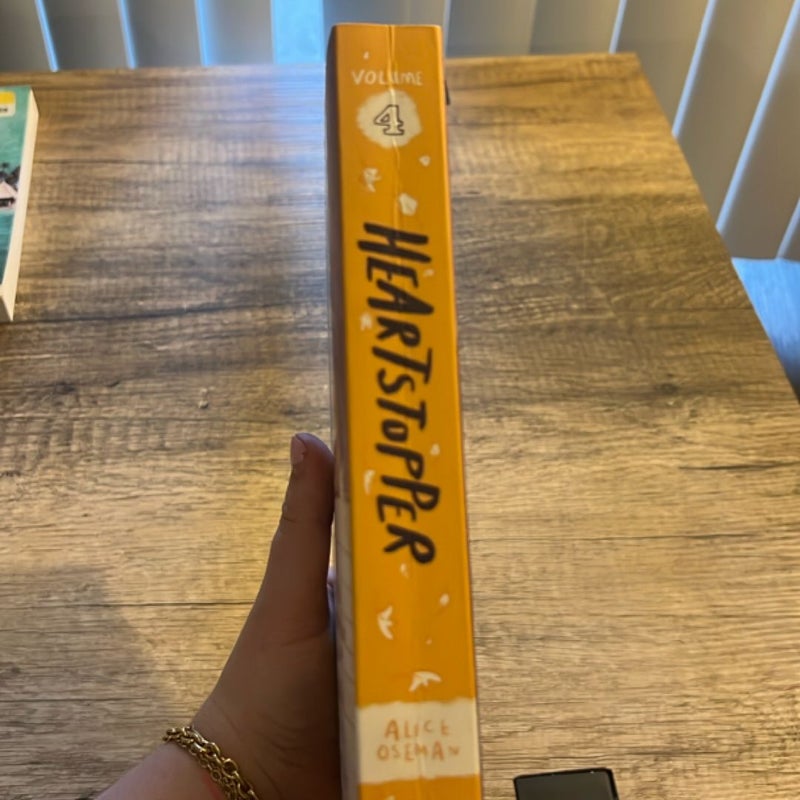 VOLUME
4
HEARTSTOPPER
ALICE
OSEMAN